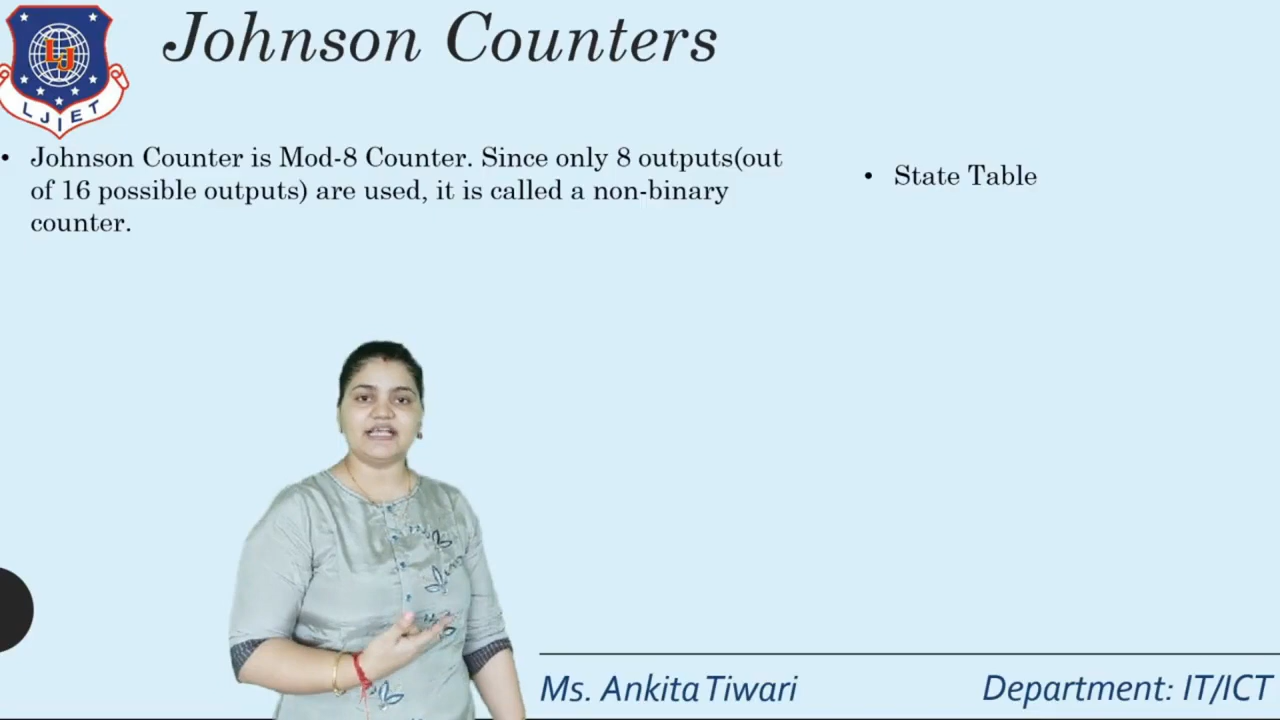 Johnson Counters
LJ
LJIET
• Johnson Counter is Mod-8 Counter. Since only 8 outputs(out
of 16 possible outputs) are used, it is called a non-binary
counter.
• State Table
Ms. Ankita Tiwari
Department: IT/ICT